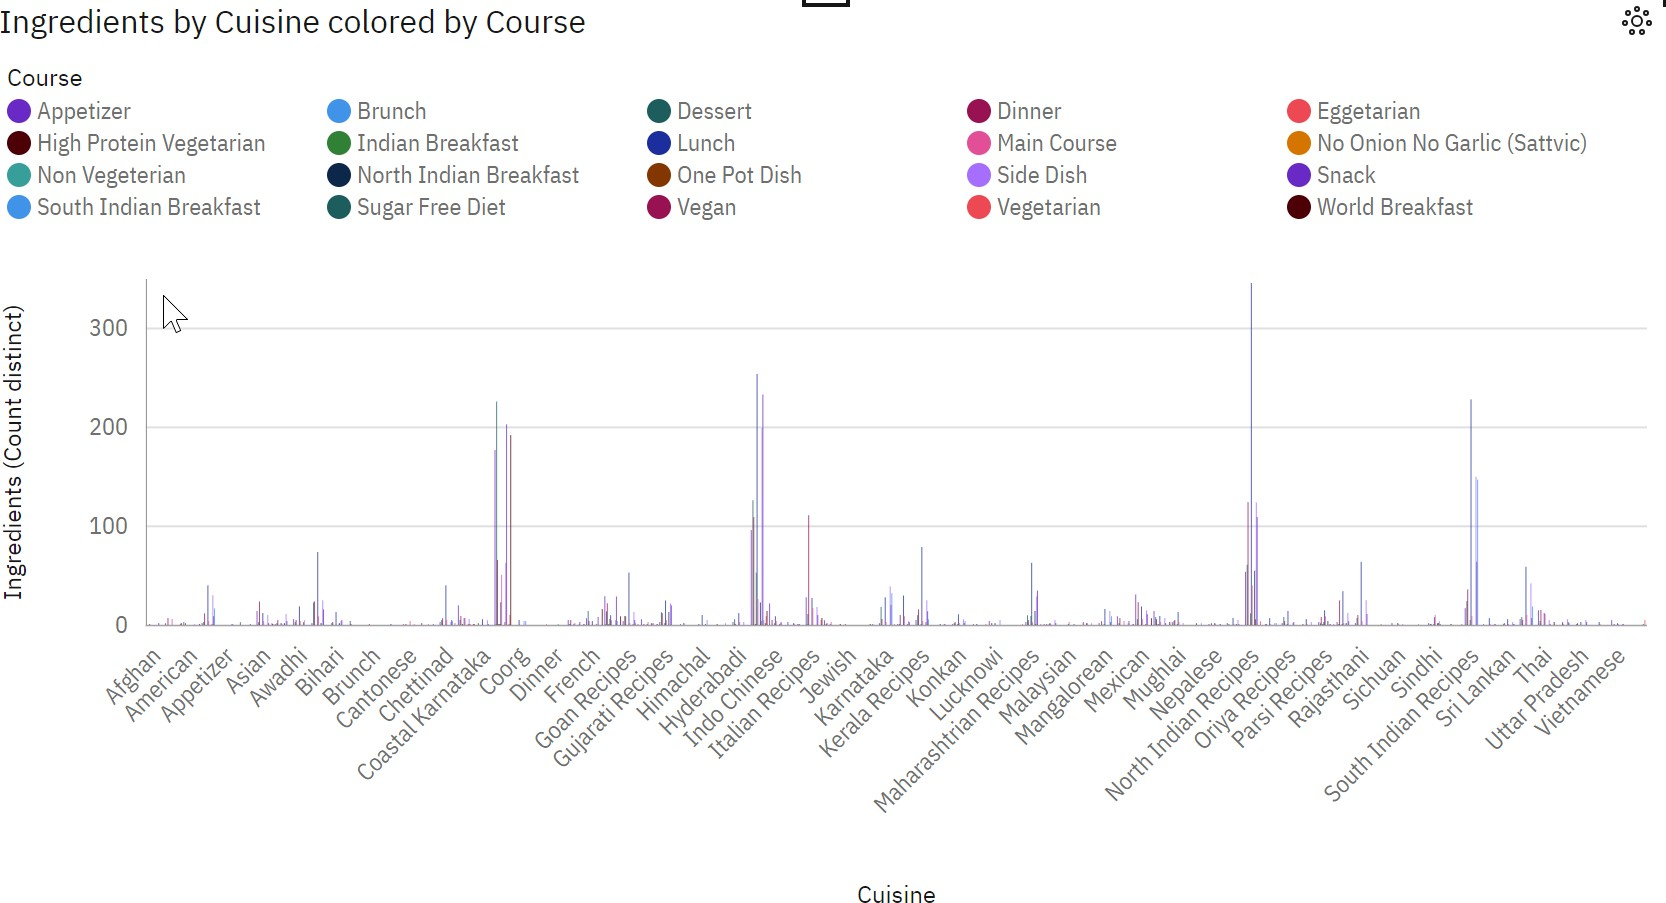 Ingredients by Cuisine colored by Course
Course
Appetizer
Brunch
Dessert
Dinner
Eggetarian
High Protein Vegetarian
Indian Breakfast
Lunch
Main Course
No Onion No Garlic (Sattvic)
Non Vegeterian
North Indian Breakfast
One Pot Dish
Side Dish
Snack
South Indian Breakfast
Sugar Free Diet
Vegan
Vegetarian
World Breakfast
Ingredients (Count distinct)
300
200
100
0
Afghan
American
Appetizer
Asian
Awadhi
Bihari
Brunch
Cantonese
Chettinad
Coastal Karnataka
Coorg
Dinner
French
Goan Recipes
Gujarati Recipes
Himachal
Hyderabadi
Indo Chinese
Italian Recipes
Jewish
Karnataka
Kerala Recipes
Konkan
Lucknowi
Maharashtrian Recipes
Malaysian
Mangalorean
Mexican
Mughlai
Nepalese
North Indian Recipes
Oriya Recipes
Parsi Recipes
Rajasthani
Sichuan
Sindhi
South Indian Recipes
Sri Lankan
Thai
Uttar Pradesh
Vietnamese
Cuisine